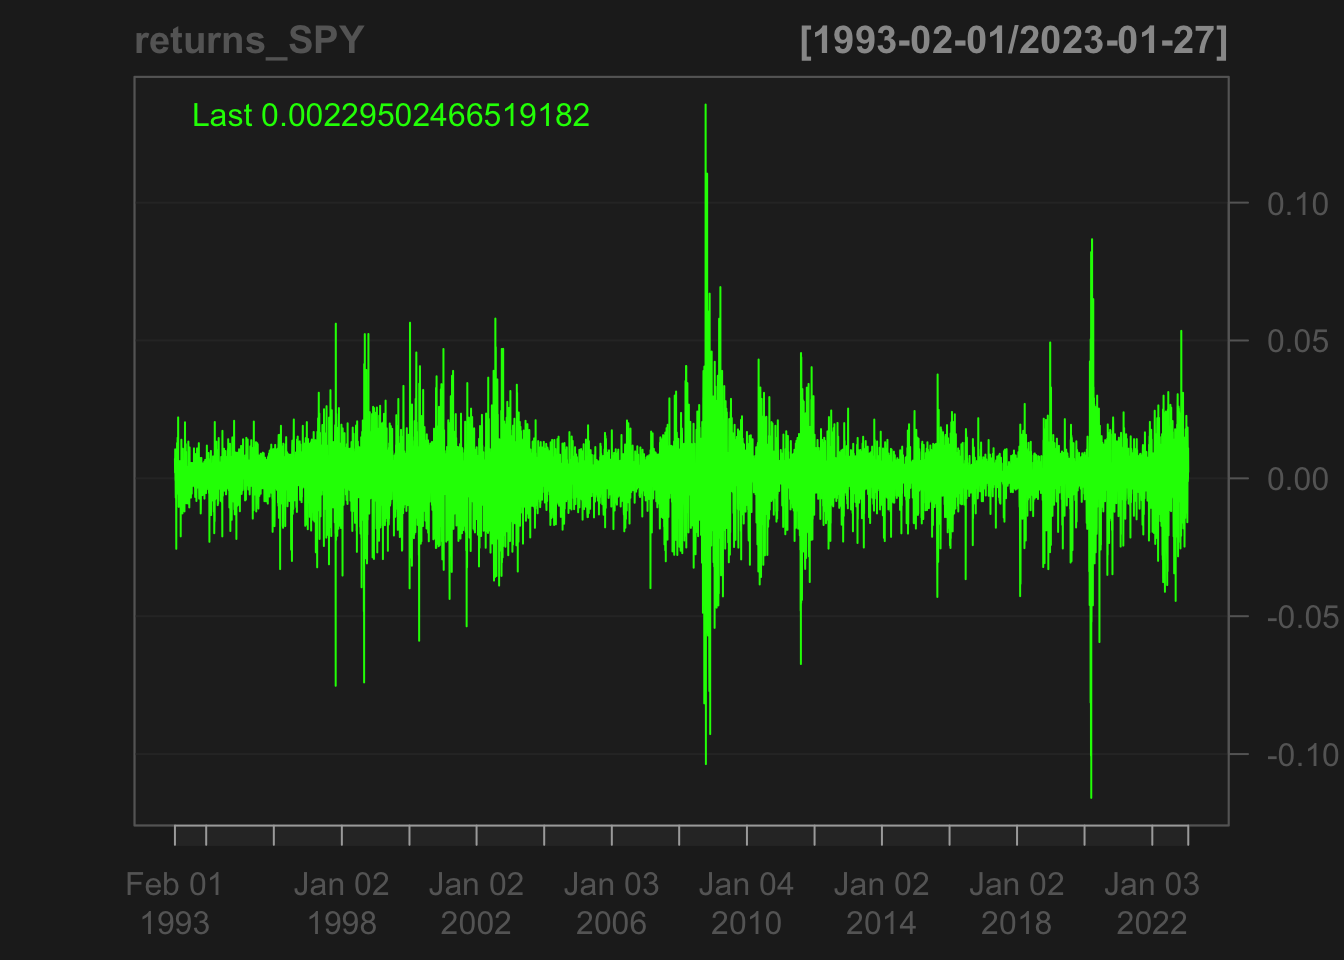 returns_SPY
[1993-02-01/2023-01-27]
Last 0.00229502466519182
0.10
0.05
0.00
-0.05
-0.10
Feb 01 1993
Jan 02 1998
Jan 02 2002
Jan 03 2006
Jan 04 2010
Jan 02 2014
Jan 02 2018
Jan 03 2022